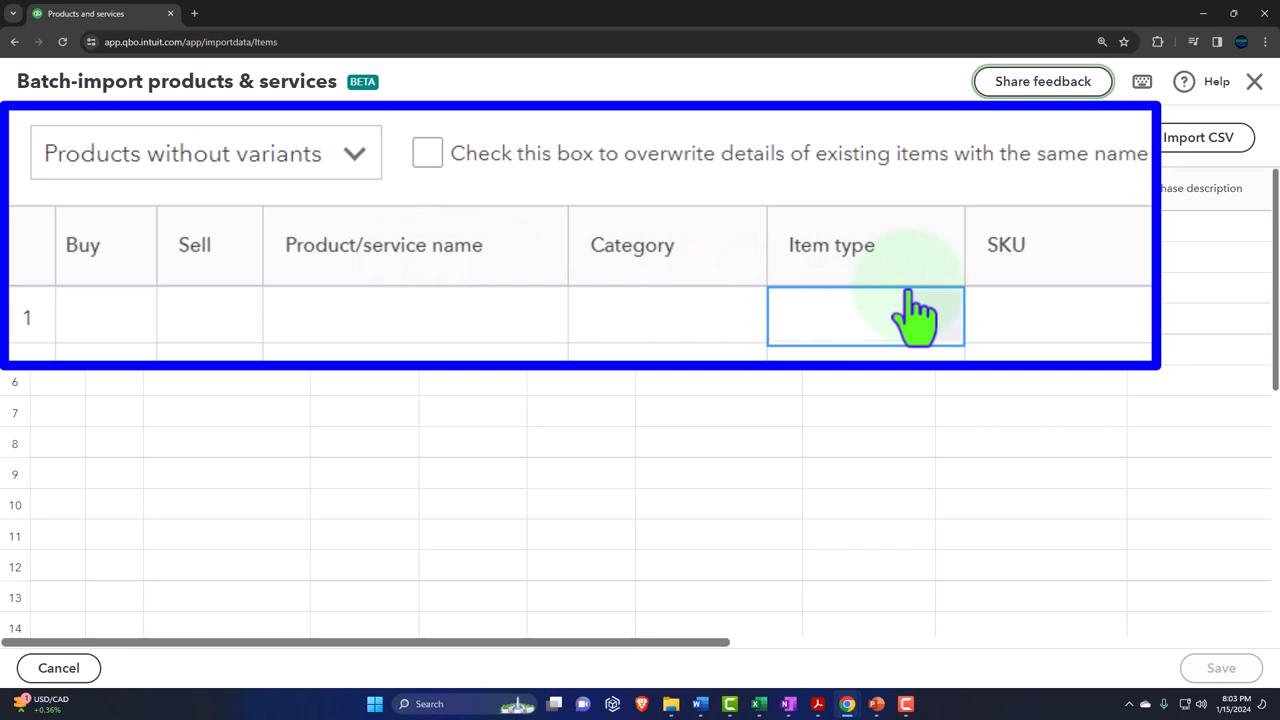 Products and services
app.qbo.intuit.com/app/importdata/Items
Batch-import products & services BETA
Share feedback
Help
Products without variants
Check this box to overwrite details of existing items with the same name
Import CSV
Buy Sell Product/service name Category Item type SKU
hase description
1
6
7
8
9
10
11
12
13
14
Cancel
Save
1
USD/CAD
+0.36%
Search
8:03 PM
1/15/2024